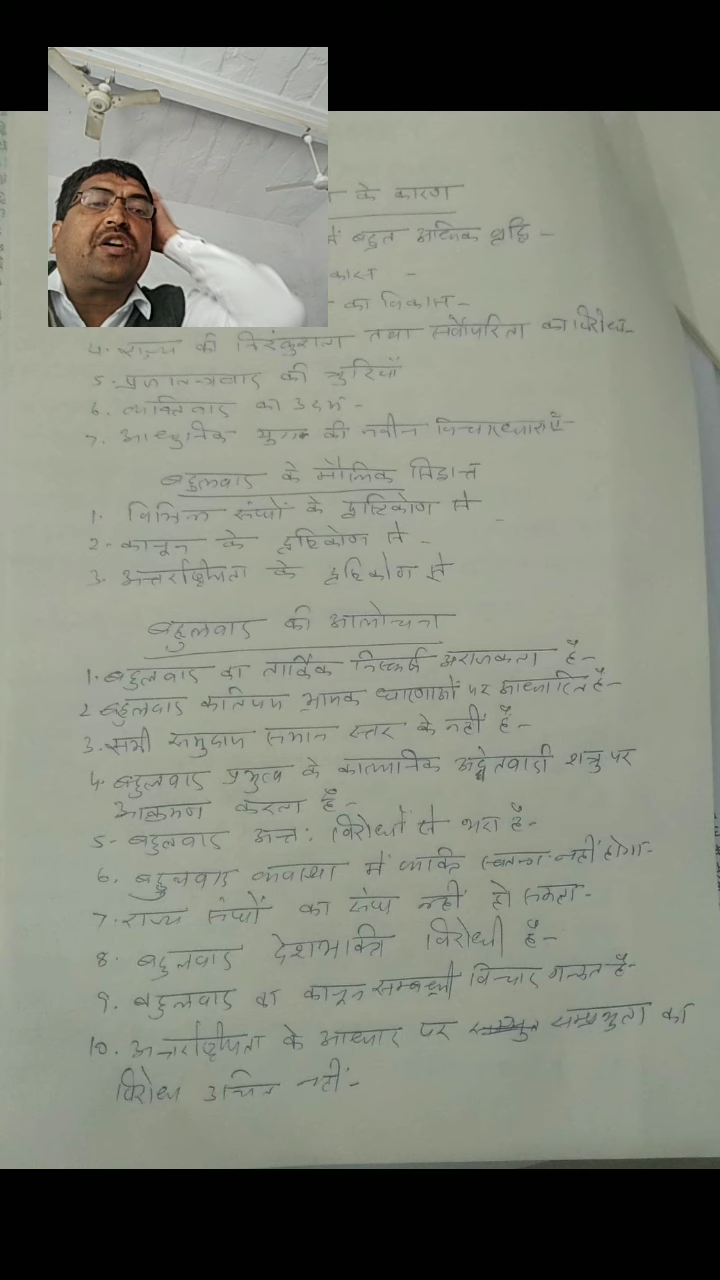 के कारण
में बहुत अधिक वृद्धि -
का विकास -
4. राज्य की निरंकुशता तथा सर्वोपरिता का विरोध -
5. प्रजातन्त्रवाद की त्रुटियाँ
6. व्यक्तिवाद का उदय -
7. आधुनिक युग की नवीन विचारधाराएँ -
बहुलवाद के मौलिक सिद्धान्त
1. विभिन्न संघों के दृष्टिकोण से -
2. कानून के दृष्टिकोण से -
3. अन्तर्राष्ट्रीयता के दृष्टिकोण से
बहुलवाद की आलोचना
1. बहुलवाद का तार्किक निष्कर्ष अराजकता है -
2 बहुलवाद कतिपय भ्रामक धारणाओं पर आधारित है -
3. सभी समुदाय समान स्तर के नहीं है -
4. बहुलवाद प्रभुत्व के काल्पनिक अद्वैतवादी शत्रु पर
आक्रमण करता है -
5- बहुलवाद अन्त: विरोधों से भरा है -
6. बहुलवाद व्यवस्था में व्यक्ति स्वतन्त्र नहीं होगा -
7. राज्य संघों का संघ नहीं हो सकता -
8. बहुलवाद देशभक्ति विरोधी है -
9. बहुलवाद का कानून सम्बन्धी विचार गलत है -
10. अन्तर्राष्ट्रीयता के आधार पर सम्प्रभुता का
विरोध उचित नहीं -